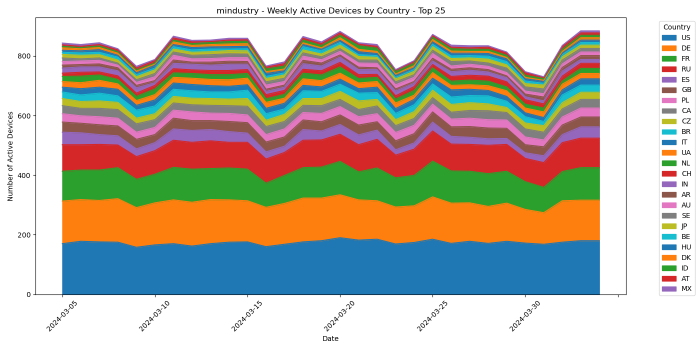 mindustry - Weekly Active Devices by Country - Top 25
Number of Active Devices
800
600
400
200
0
2024-03-05
2024-03-10
2024-03-15
2024-03-20
2024-03-25
2024-03-30
Date
Country
US
DE
FR
RU
ES
GB
PL
CA
CZ
BR
IT
UA
NL
CH
IN
AR
AU
SE
JP
BE
HU
DK
ID
AT
MX